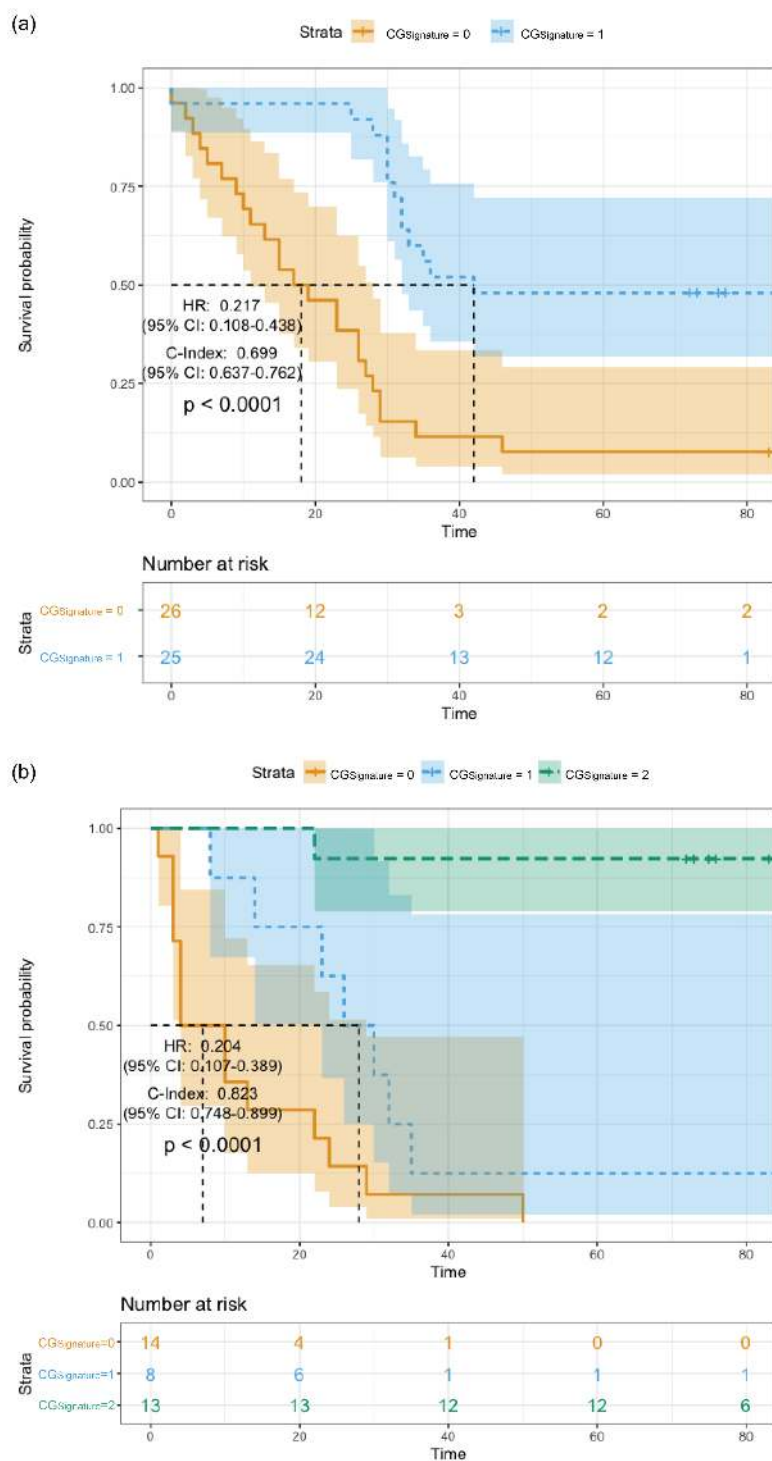 (a)
Strata CGSignature = 0 CGSignature = 1
1.00
0.75
0.50
0.25
0.00
Survival probability
HR: 0.217
(95% CI: 0.108-0.438)
C-Index: 0.699
(95% CI: 0.637-0.762)
p < 0.0001
0 20 40 60 80
Time
Number at risk
Strata
CGSignature = 0 26 12 3 2 2
CGSignature = 1 25 24 13 12 1
0 20 40 60 80
Time
(b)
Strata CGSignature = 0 CGSignature = 1 CGSignature = 2
1.00
0.75
0.50
0.25
0.00
Survival probability
HR: 0.204
(95% CI: 0.107-0.389)
C-Index: 0.823
(95% CI: 0.748-0.899)
p < 0.0001
0 20 40 60 80
Time
Number at risk
Strata
CGSignature=0 14 4 1 0 0
CGSignature=1 8 6 1 1 1
CGSignature=2 13 13 12 12 6
0 20 40 60 80
Time